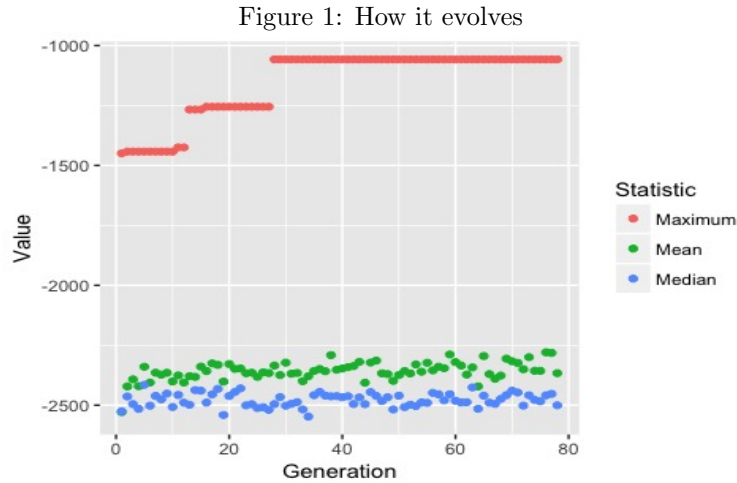 Figure 1: How it evolves
-1000
-1500
-2000
-2500
Value
0 20 40 60 80
Generation
Statistic
Maximum
Mean
Median